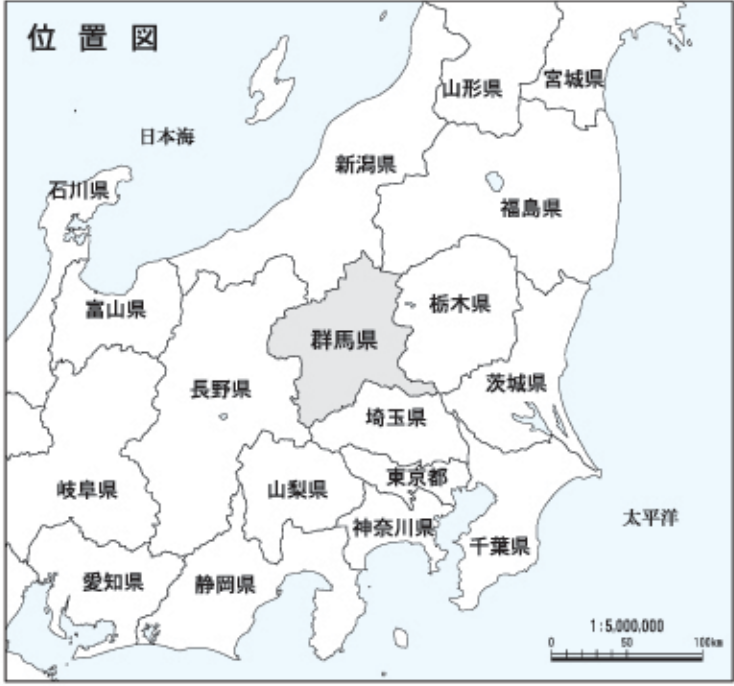 位置図
山形県
宮城県
日本海
新潟県
石川県
福島県
富山県
栃木県
群馬県
長野県
茨城県
埼玉県
岐阜県
山梨県
東京都
神奈川県
千葉県
太平洋
愛知県
静岡県
1:5,000,000
0 50 100km